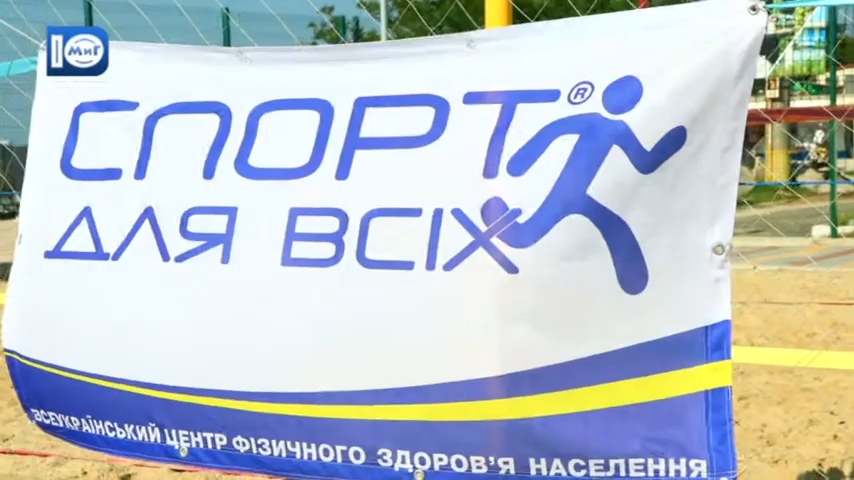 МиГ
СПОРТ®
ДЛЯ ВСІХ
ВСЕУКРАЇНСЬКИЙ ЦЕНТР ФІЗИЧНОГО ЗДОРОВ'Я НАСЕЛЕННЯ